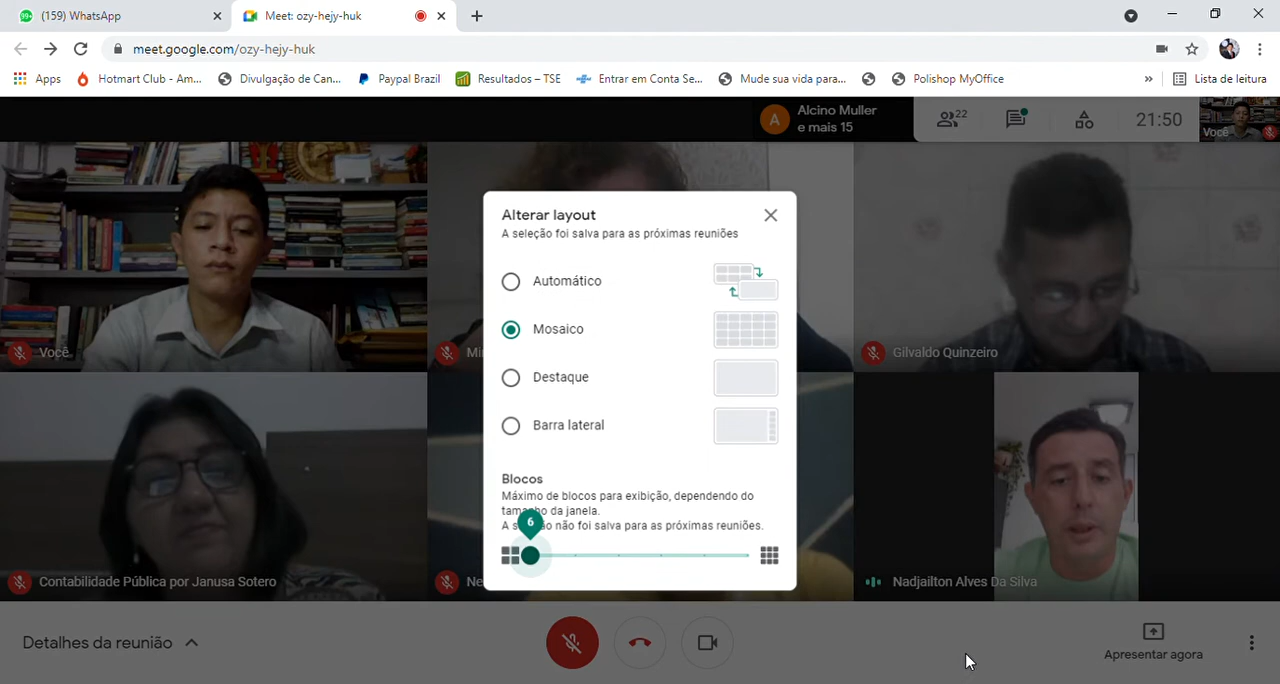 (159) WhatsApp
Meet: ozy-hejy-huk
meet.google.com/ozy-hejy-huk
Apps
Hotmart Club - Am...
Divulgação de Can...
Paypal Brazil
Resultados – TSE
Entrar em Conta Se...
Mude sua vida para...
Polishop MyOffice
»
Lista de leitura
A
Alcino Muller
e mais 15
22
21:50
Você
Alterar layout
A seleção foi salva para as próximas reuniões
Automático
Mosaico
Destaque
Barra lateral
Blocos
Máximo de blocos para exibição, dependendo do
da janela.
não foi salva para as próximas reuniões.
6
Você
Gilvaldo Quinzeiro
Contabilidade Pública por Janusa Sotero
Nadjailton Alves Da Silva
Detalhes da reunião
Apresentar agora